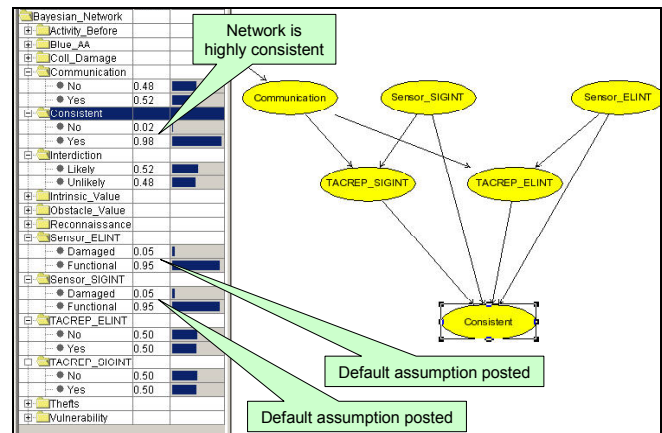 Bayesian_Network
Activity_Before
Blue_AA
Coll_Damage
Communication
No 0.48
Yes 0.52
Consistent
No 0.02
Yes 0.98
Interdiction
Likely 0.52
Unlikely 0.48
Intrinsic_Value
Obstacle_Value
Reconnaissance
Sensor_ELINT
Damaged 0.05
Functional 0.95
Sensor_SIGINT
Damaged 0.05
Functional 0.95
TACREP_ELINT
No 0.50
Yes 0.50
TACREP_SIGINT
No 0.50
Yes 0.50
Thefts
Vulnerability
Network is
highly consistent
Communication
Sensor_SIGINT
Sensor_ELINT
TACREP_SIGINT
TACREP_ELINT
Consistent
Default assumption posted
Default assumption posted